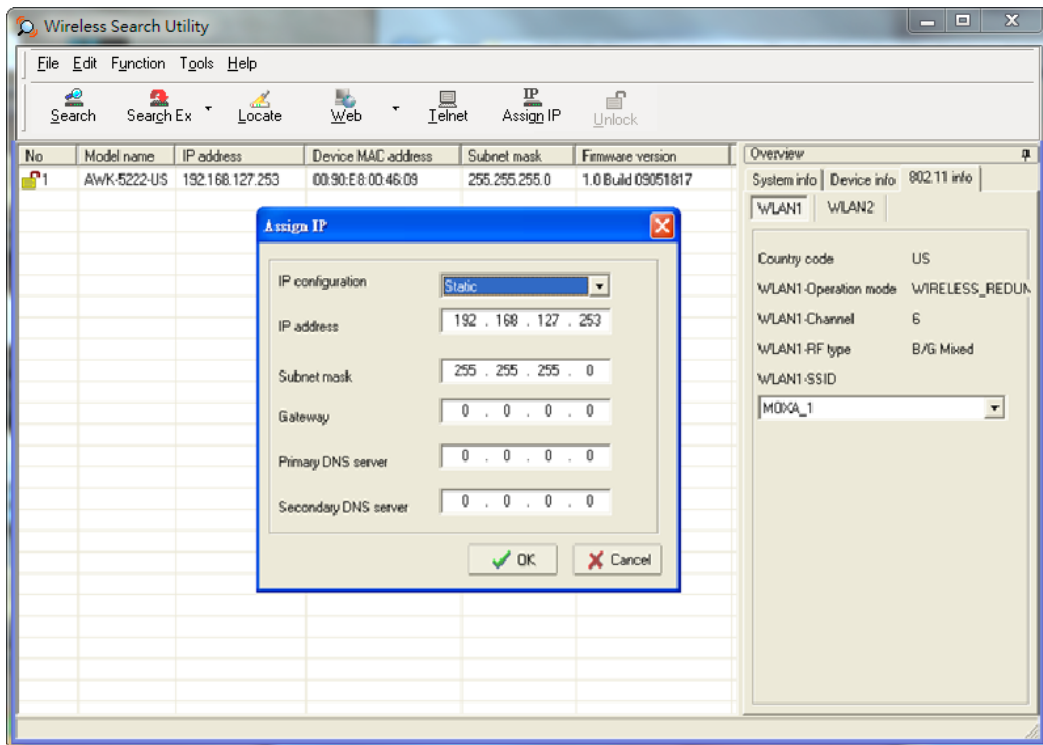 Wireless Search Utility
File Edit Function Tools Help
Search Search Ex Locate Web Telnet IP Assign IP Unlock
No Model name IP address Device MAC address Subnet mask Firmware version
1 AWK-5222-US 192.168.127.253 00:90:E8:00:46:09 255.255.255.0 1.0 Build 09051817
Assign IP
IP configuration Static
IP address 192 . 168 . 127 . 253
Subnet mask 255 . 255 . 255 . 0
Gateway 0 . 0 . 0 . 0
Primary DNS server 0 . 0 . 0 . 0
Secondary DNS server 0 . 0 . 0 . 0
OK Cancel
Overview
System info Device info 802.11 info
WLAN1 WLAN2
Country code US
WLAN1-Operation mode WIRELESS_REDUN
WLAN1-Channel 6
WLAN1-RF type B/G Mixed
WLAN1-SSID
MOXA_1